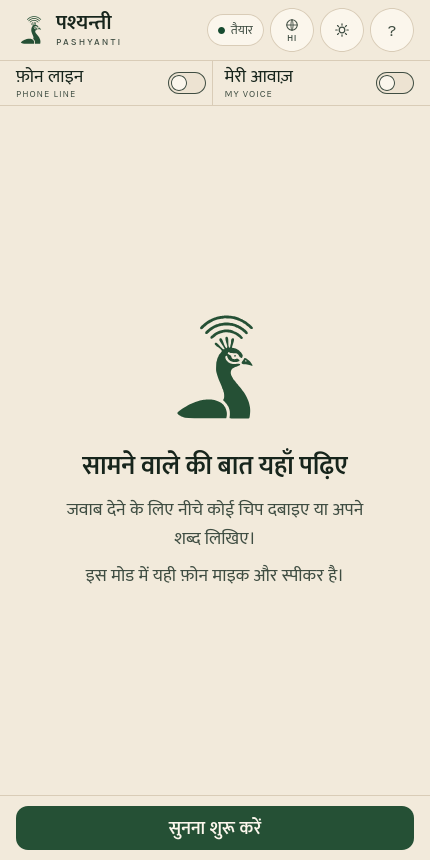 पश्यन्ती
PASHYANTI
तैयार
HI
?
फ़ोन लाइन
PHONE LINE
मेरी आवाज़
MY VOICE
सामने वाले की बात यहाँ पढ़िए
जवाब देने के लिए नीचे कोई चिप दबाइए या अपने
शब्द लिखिए।
इस मोड में यही फ़ोन माइक और स्पीकर है।
सुनना शुरू करें